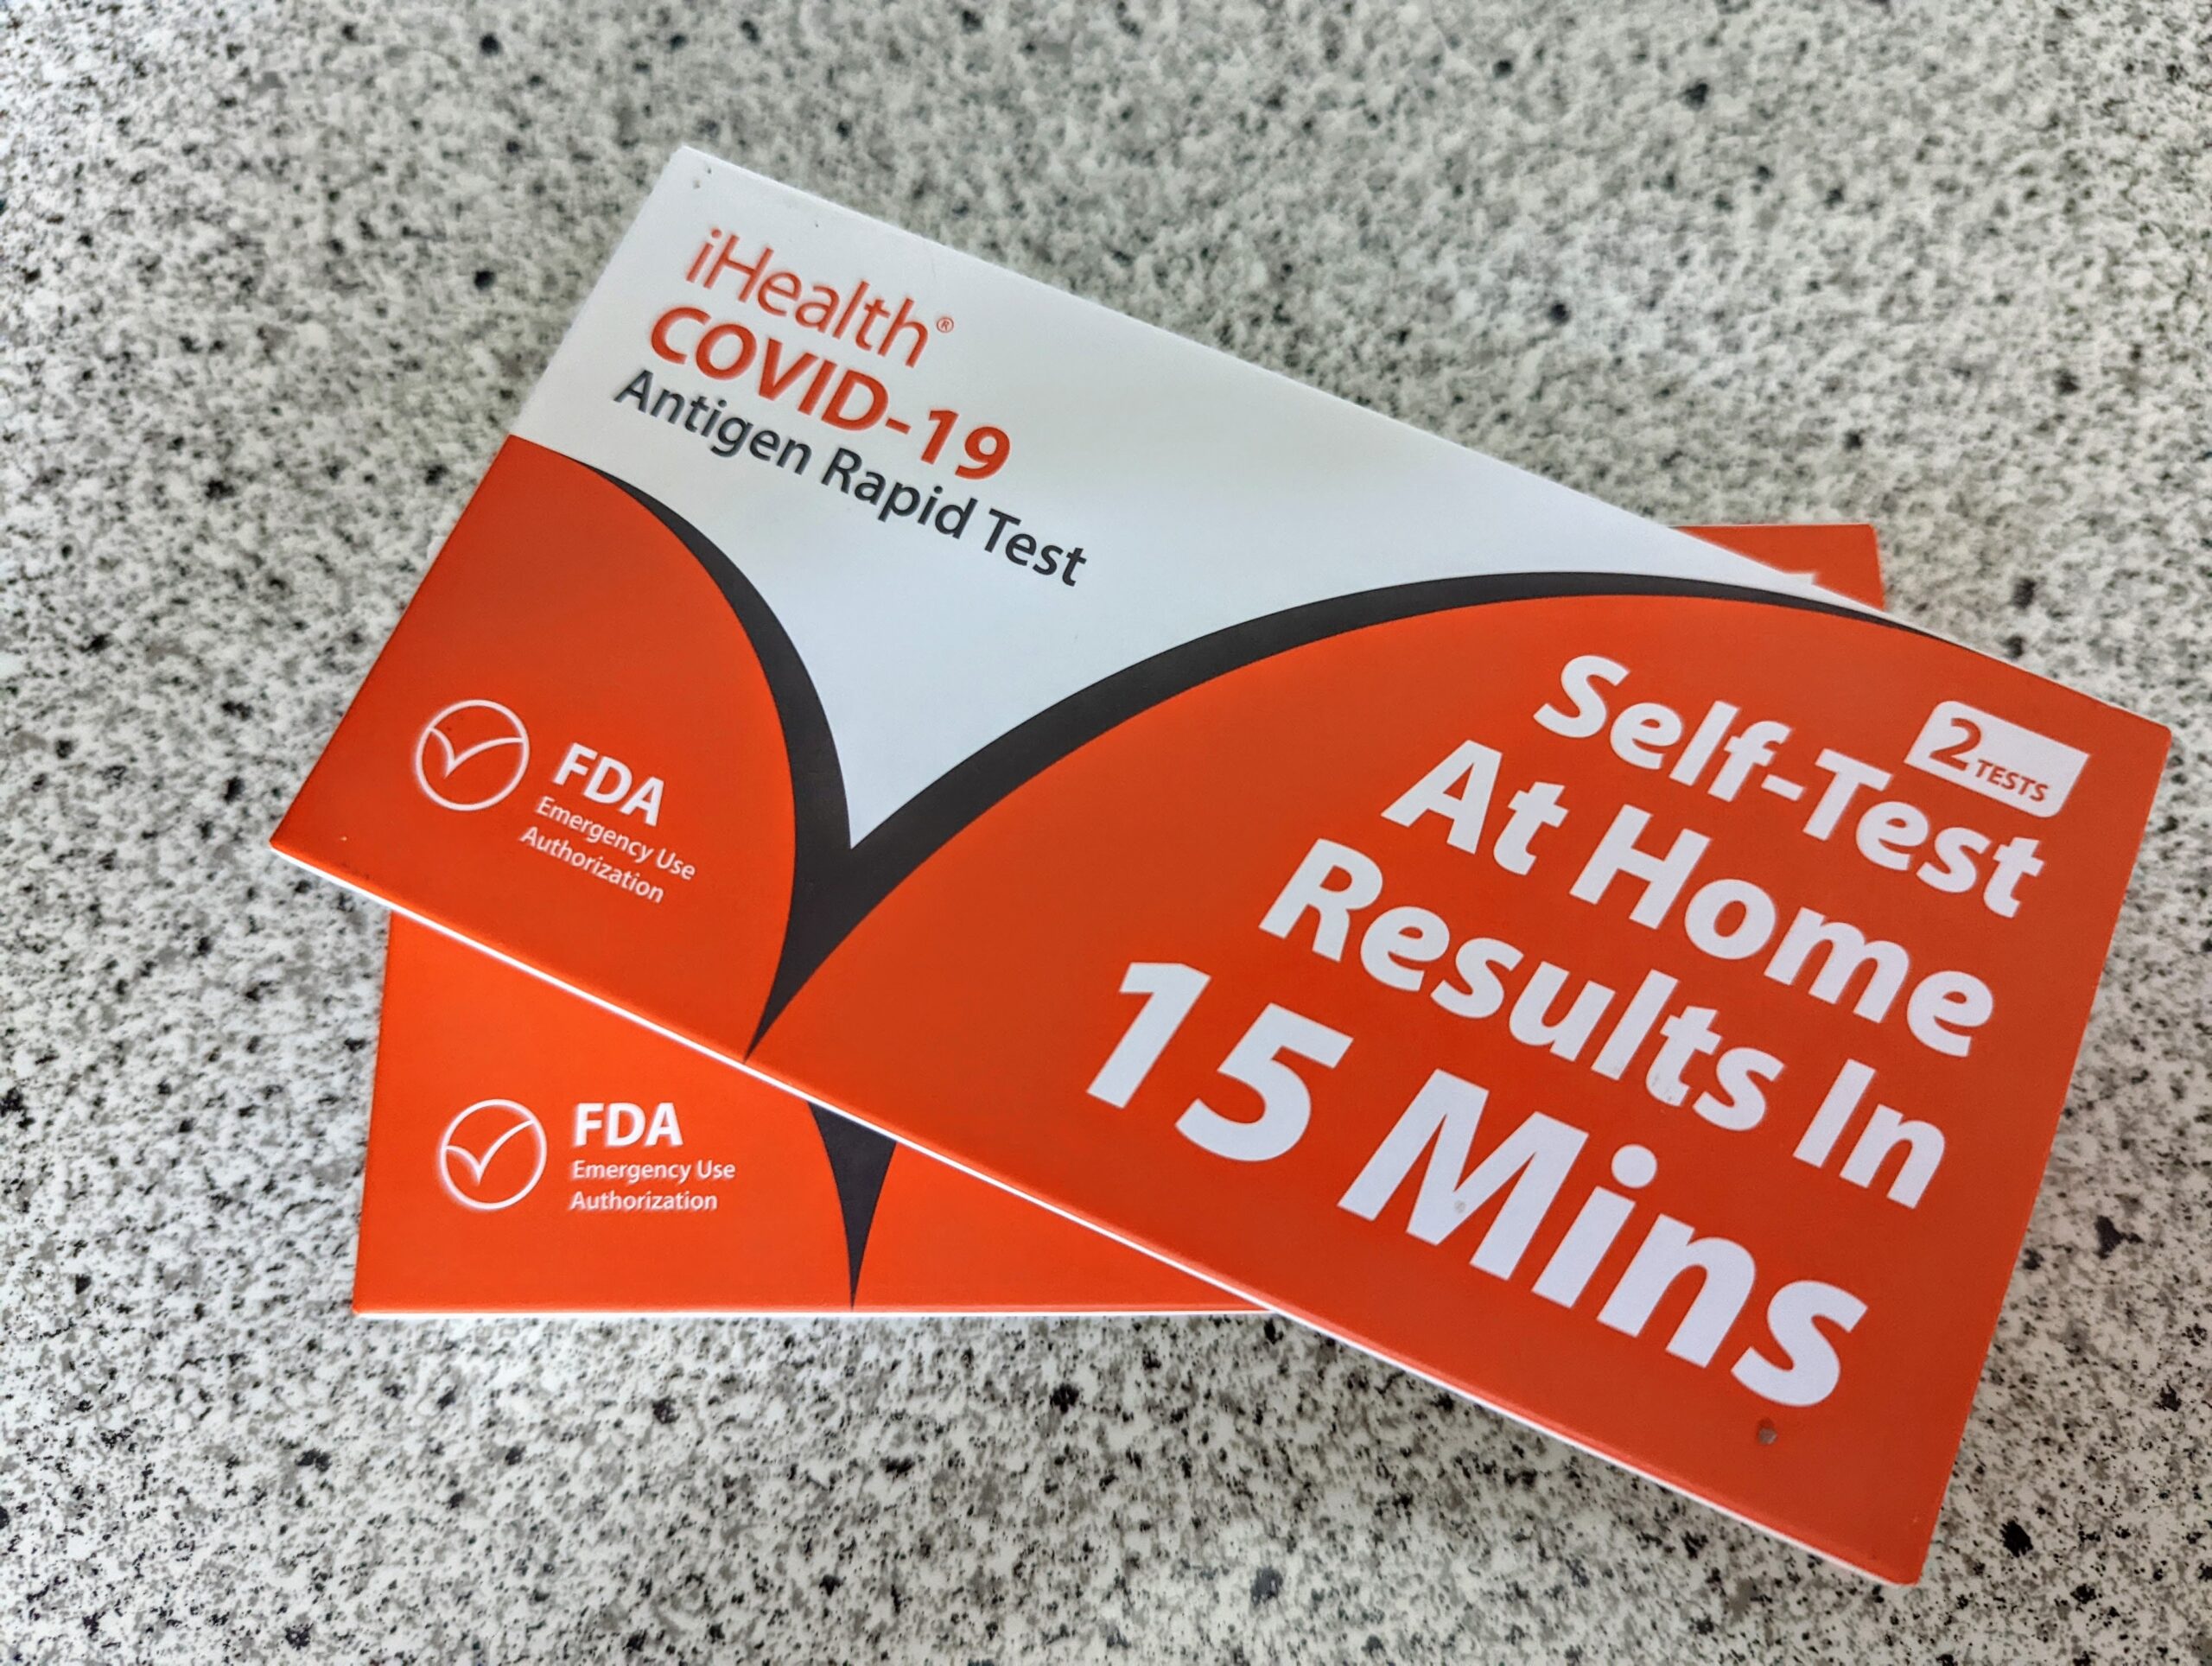 iHealth®
COVID-19
Antigen Rapid Test
FDA
Emergency Use
Authorization
2 TESTS
Self-Test
At Home
Results In
15 Mins
FDA
Emergency Use
Authorization